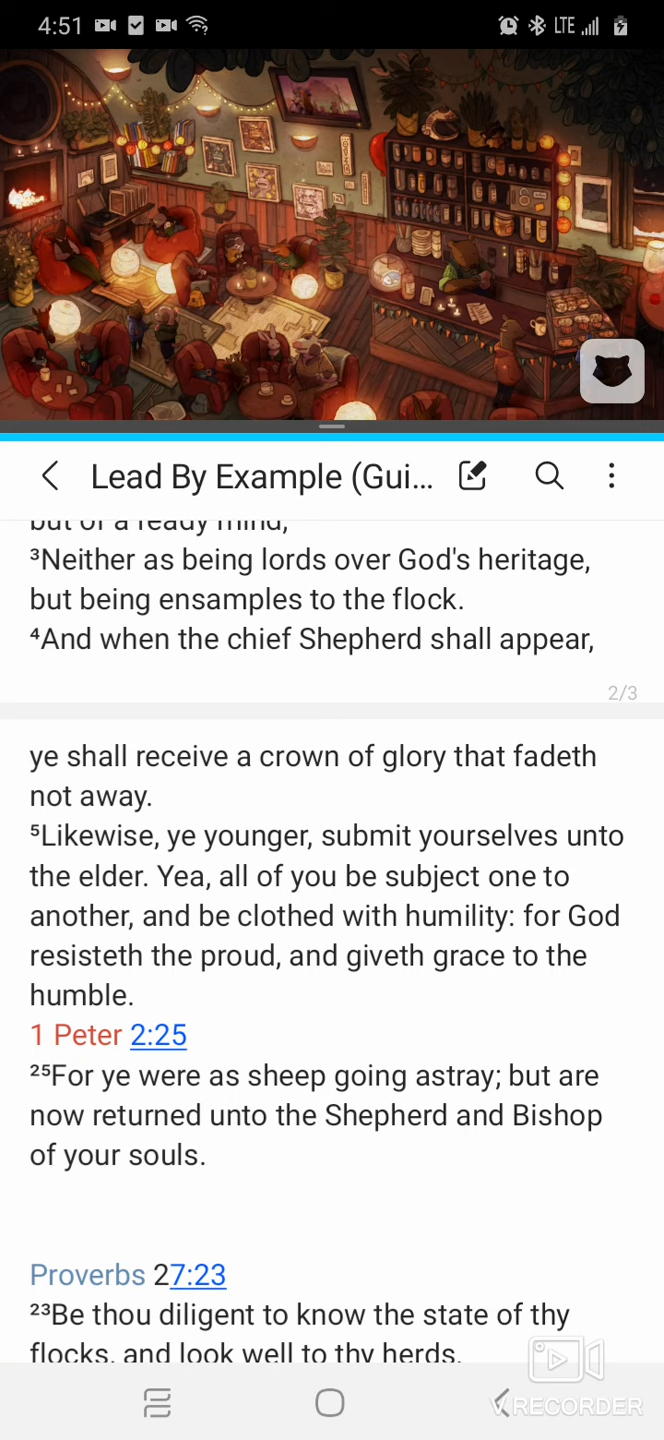 4:51
LTE
Lead By Example (Gui...
but of a ready mind,
³Neither as being lords over God's heritage,
but being ensamples to the flock.
⁴And when the chief Shepherd shall appear,
2/3
ye shall receive a crown of glory that fadeth
not away.
⁵Likewise, ye younger, submit yourselves unto
the elder. Yea, all of you be subject one to
another, and be clothed with humility: for God
resisteth the proud, and giveth grace to the
humble.
1 Peter 2:25
²⁵For ye were as sheep going astray; but are
now returned unto the Shepherd and Bishop
of your souls.
Proverbs 27:23
²³Be thou diligent to know the state of thy
flocks, and look well to thy herds.
V.RECORDER